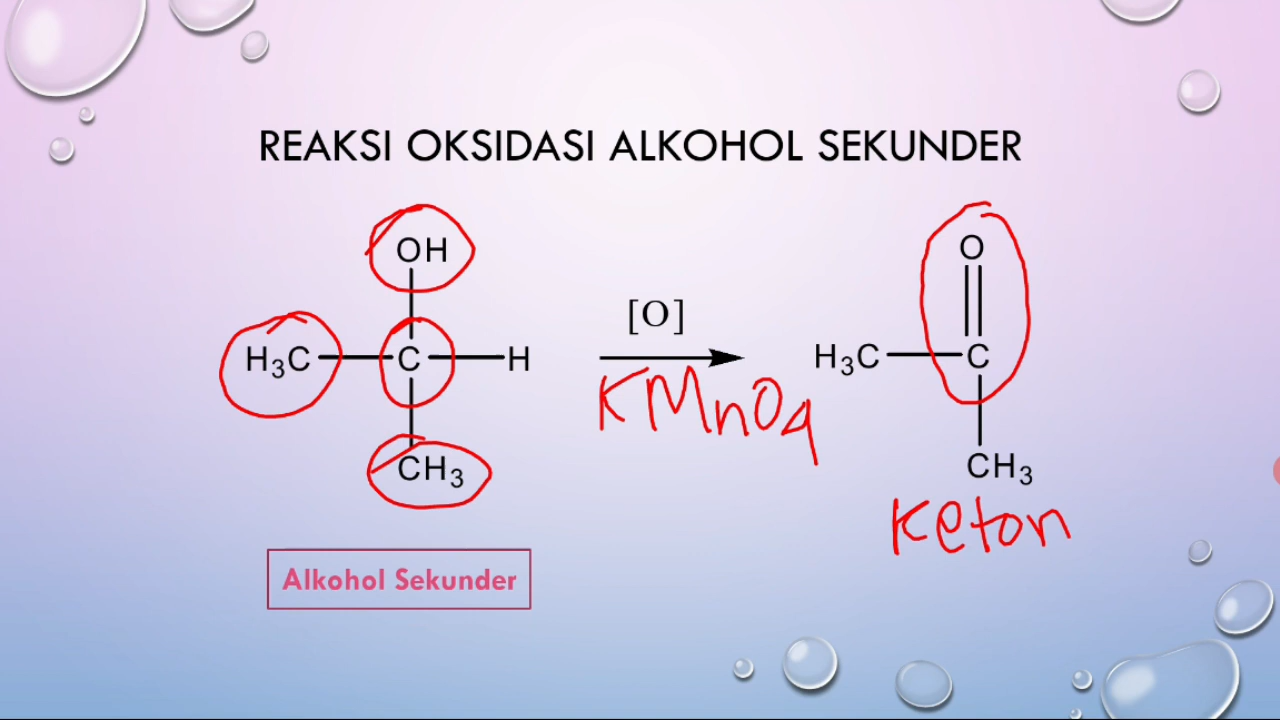 REAKSI OKSIDASI ALKOHOL SEKUNDER
OH
H₃C C H
CH₃
[O]
KMnO4
O
H₃C C
CH₃
Keton
Alkohol Sekunder